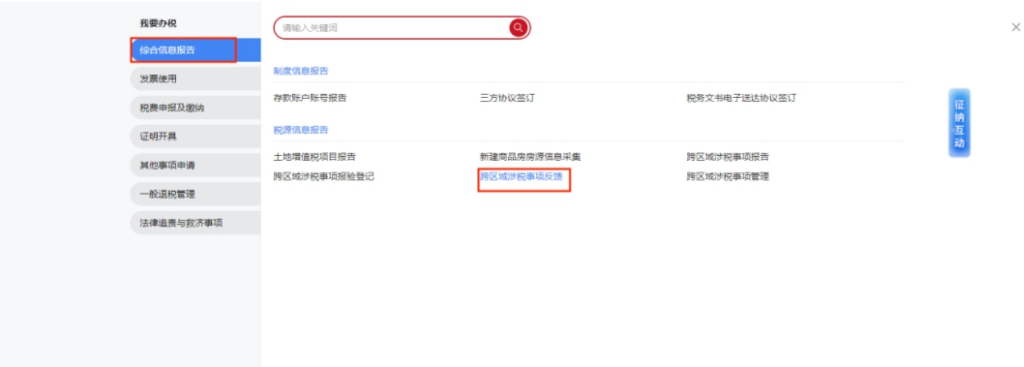 我要办税
综合信息报告
发票使用
税费申报及缴纳
证明开具
其他事项申请
一般退税管理
法律追责与救济事项
请输入关键词
制度信息报告
存款账户账号报告 三方协议签订 税务文书电子送达协议签订
税源信息报告
土地增值税项目报告 新建商品房房源信息采集 跨区域涉税事项报告
跨区域涉税事项报验登记 跨区域涉税事项反馈 跨区域涉税事项管理
征纳互动